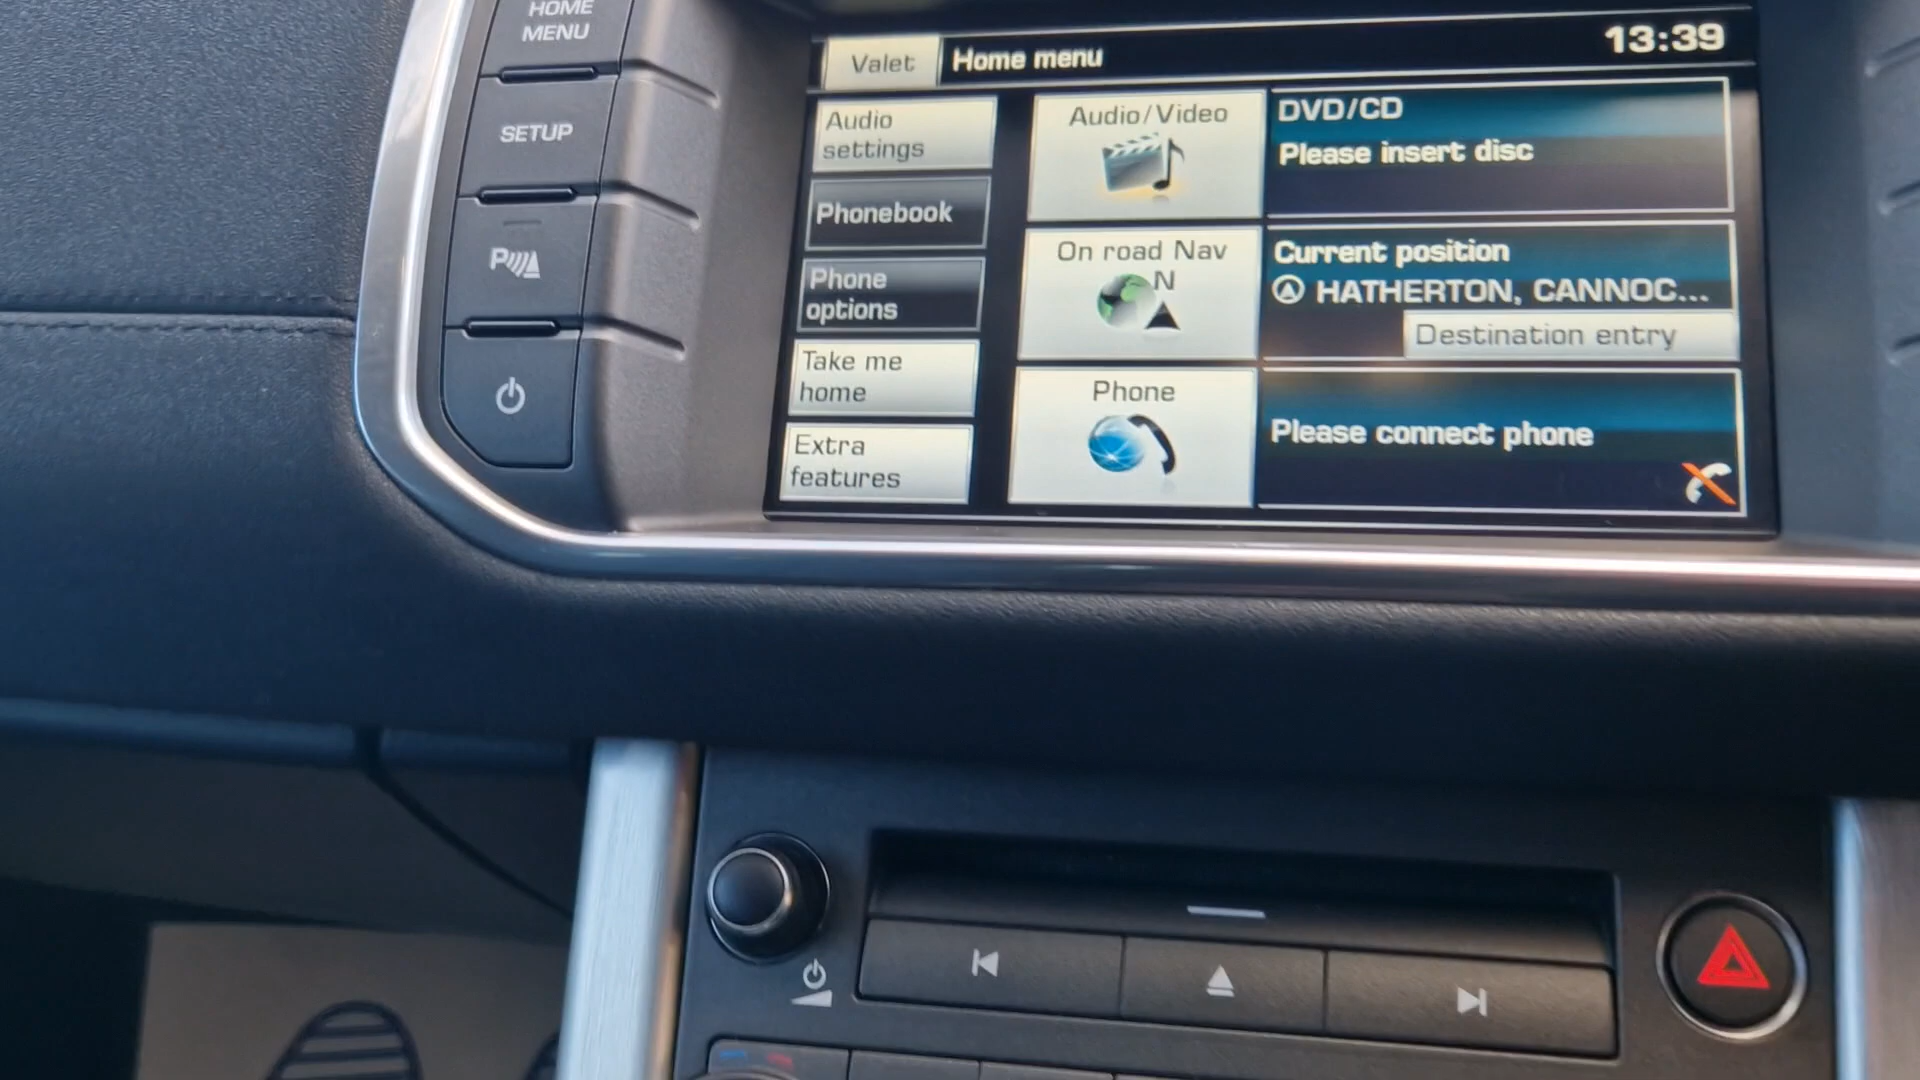 HOME
MENU
SETUP
P
Valet
Home menu
13:39
Audio
settings
Phonebook
Phone
options
Take me
home
Extra
features
Audio/Video
DVD/CD
Please insert disc
On road Nav
N
Current position
HATHERTON, CANNOC...
Destination entry
Phone
Please connect phone